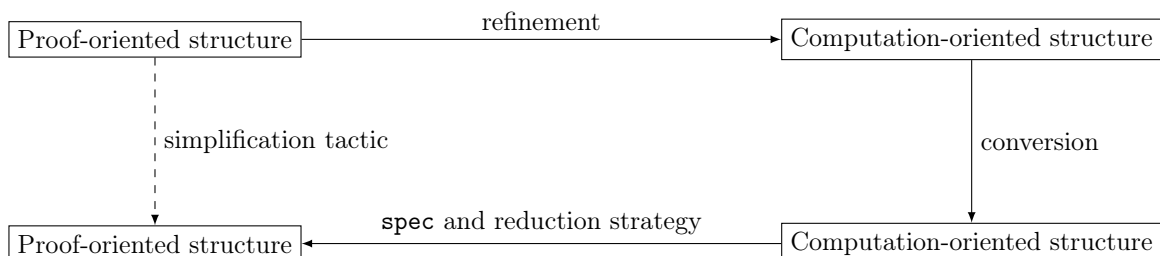 Proof-oriented structure
refinement
Computation-oriented structure
simplification tactic
conversion
Proof-oriented structure
spec and reduction strategy
Computation-oriented structure